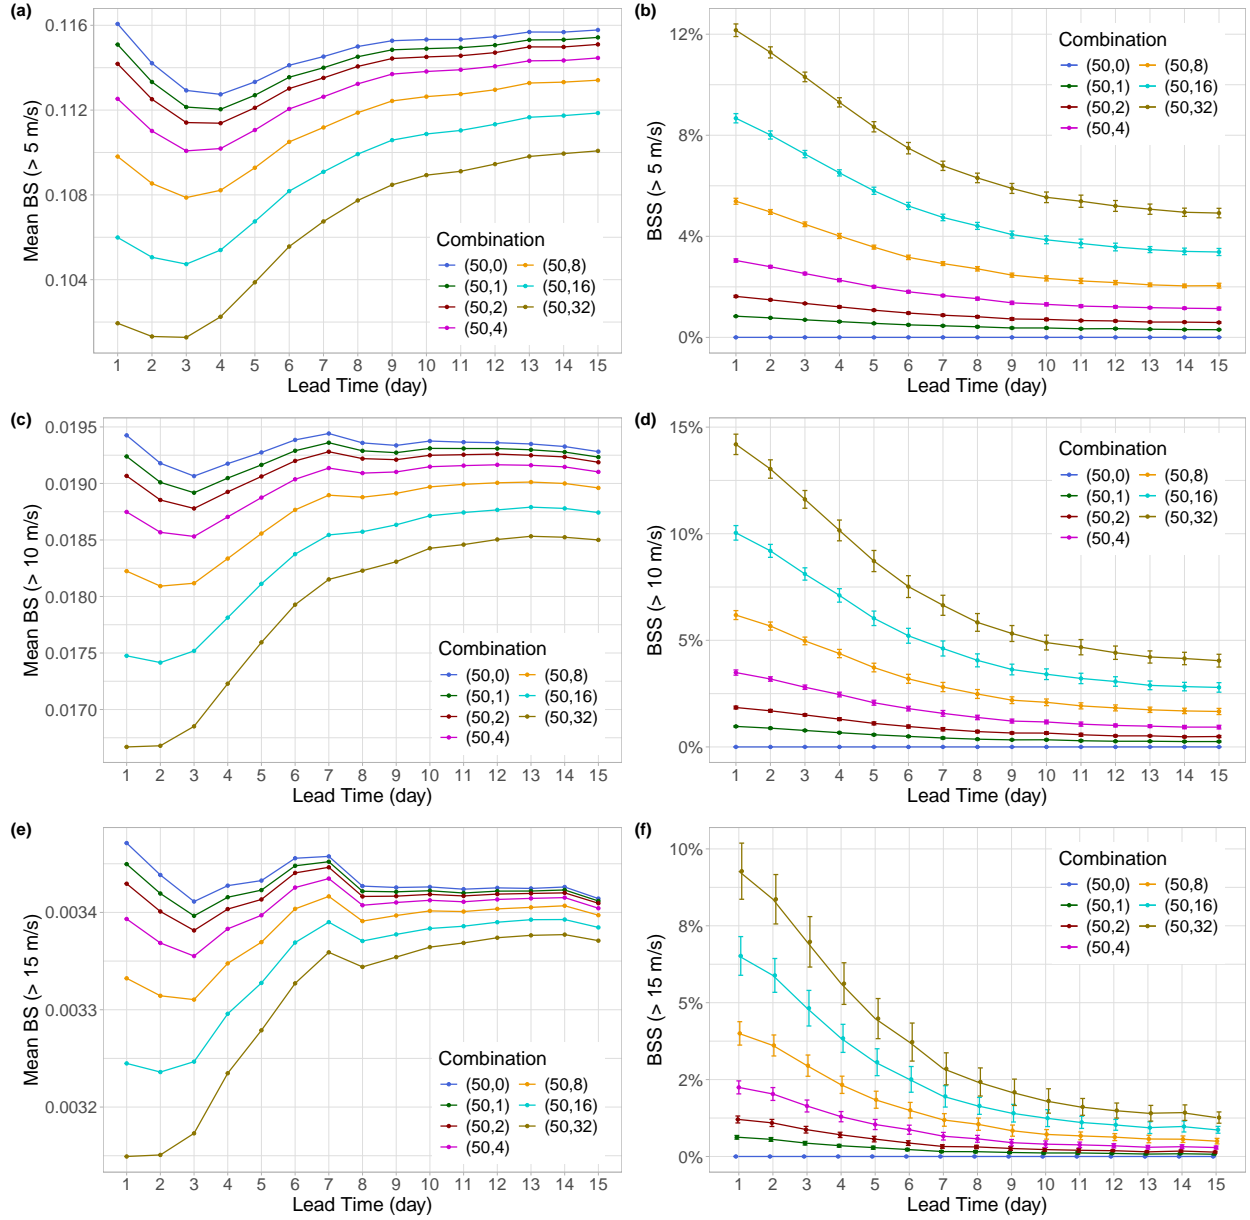 (a)
0.116
0.112
0.108
0.104
Mean BS (> 5 m/s)
Combination
(50,0) (50,8)
(50,1) (50,16)
(50,2) (50,32)
(50,4)
1 2 3 4 5 6 7 8 9 10 11 12 13 14 15
Lead Time (day)
(b)
12%
8%
4%
0%
BSS (> 5 m/s)
Combination
(50,0) (50,8)
(50,1) (50,16)
(50,2) (50,32)
(50,4)
1 2 3 4 5 6 7 8 9 10 11 12 13 14 15
Lead Time (day)
(c)
0.0195
0.0190
0.0185
0.0180
0.0175
0.0170
Mean BS (> 10 m/s)
Combination
(50,0) (50,8)
(50,1) (50,16)
(50,2) (50,32)
(50,4)
1 2 3 4 5 6 7 8 9 10 11 12 13 14 15
Lead Time (day)
(d)
15%
10%
5%
0%
BSS (> 10 m/s)
Combination
(50,0) (50,8)
(50,1) (50,16)
(50,2) (50,32)
(50,4)
1 2 3 4 5 6 7 8 9 10 11 12 13 14 15
Lead Time (day)
(e)
0.0034
0.0033
0.0032
Mean BS (> 15 m/s)
Combination
(50,0) (50,8)
(50,1) (50,16)
(50,2) (50,32)
(50,4)
1 2 3 4 5 6 7 8 9 10 11 12 13 14 15
Lead Time (day)
(f)
10%
8%
5%
2%
0%
BSS (> 15 m/s)
Combination
(50,0) (50,8)
(50,1) (50,16)
(50,2) (50,32)
(50,4)
1 2 3 4 5 6 7 8 9 10 11 12 13 14 15
Lead Time (day)